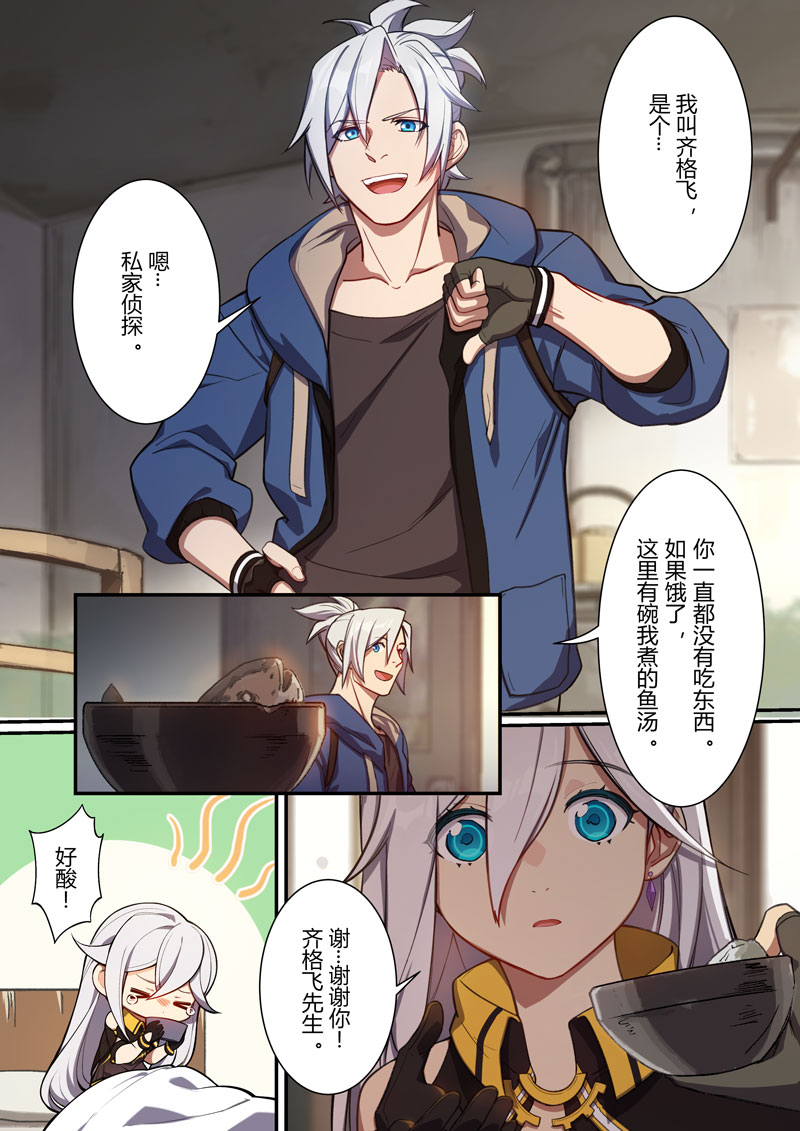 我叫齐格飞，
是个…
嗯…
私家侦探。
你一直都没有吃东西。
如果饿了，
这里有碗我煮的鱼汤。
谢…谢谢你！
齐格飞先生。
好酸！